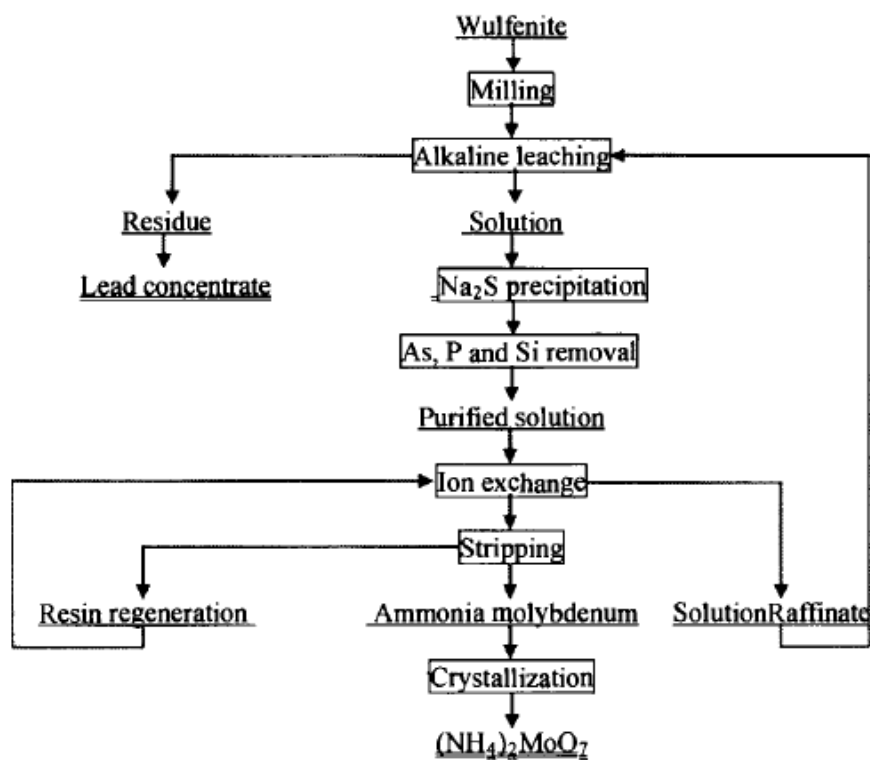 Wulfenite
Milling
Alkaline leaching
Residue
Solution
Lead concentrate
Na₂S precipitation
As, P and Si removal
Purified solution
Ion exchange
Stripping
Resin regeneration
Ammonia molybdenum
SolutionRaffinate
Crystallization
(NH₄)₂MoO₇